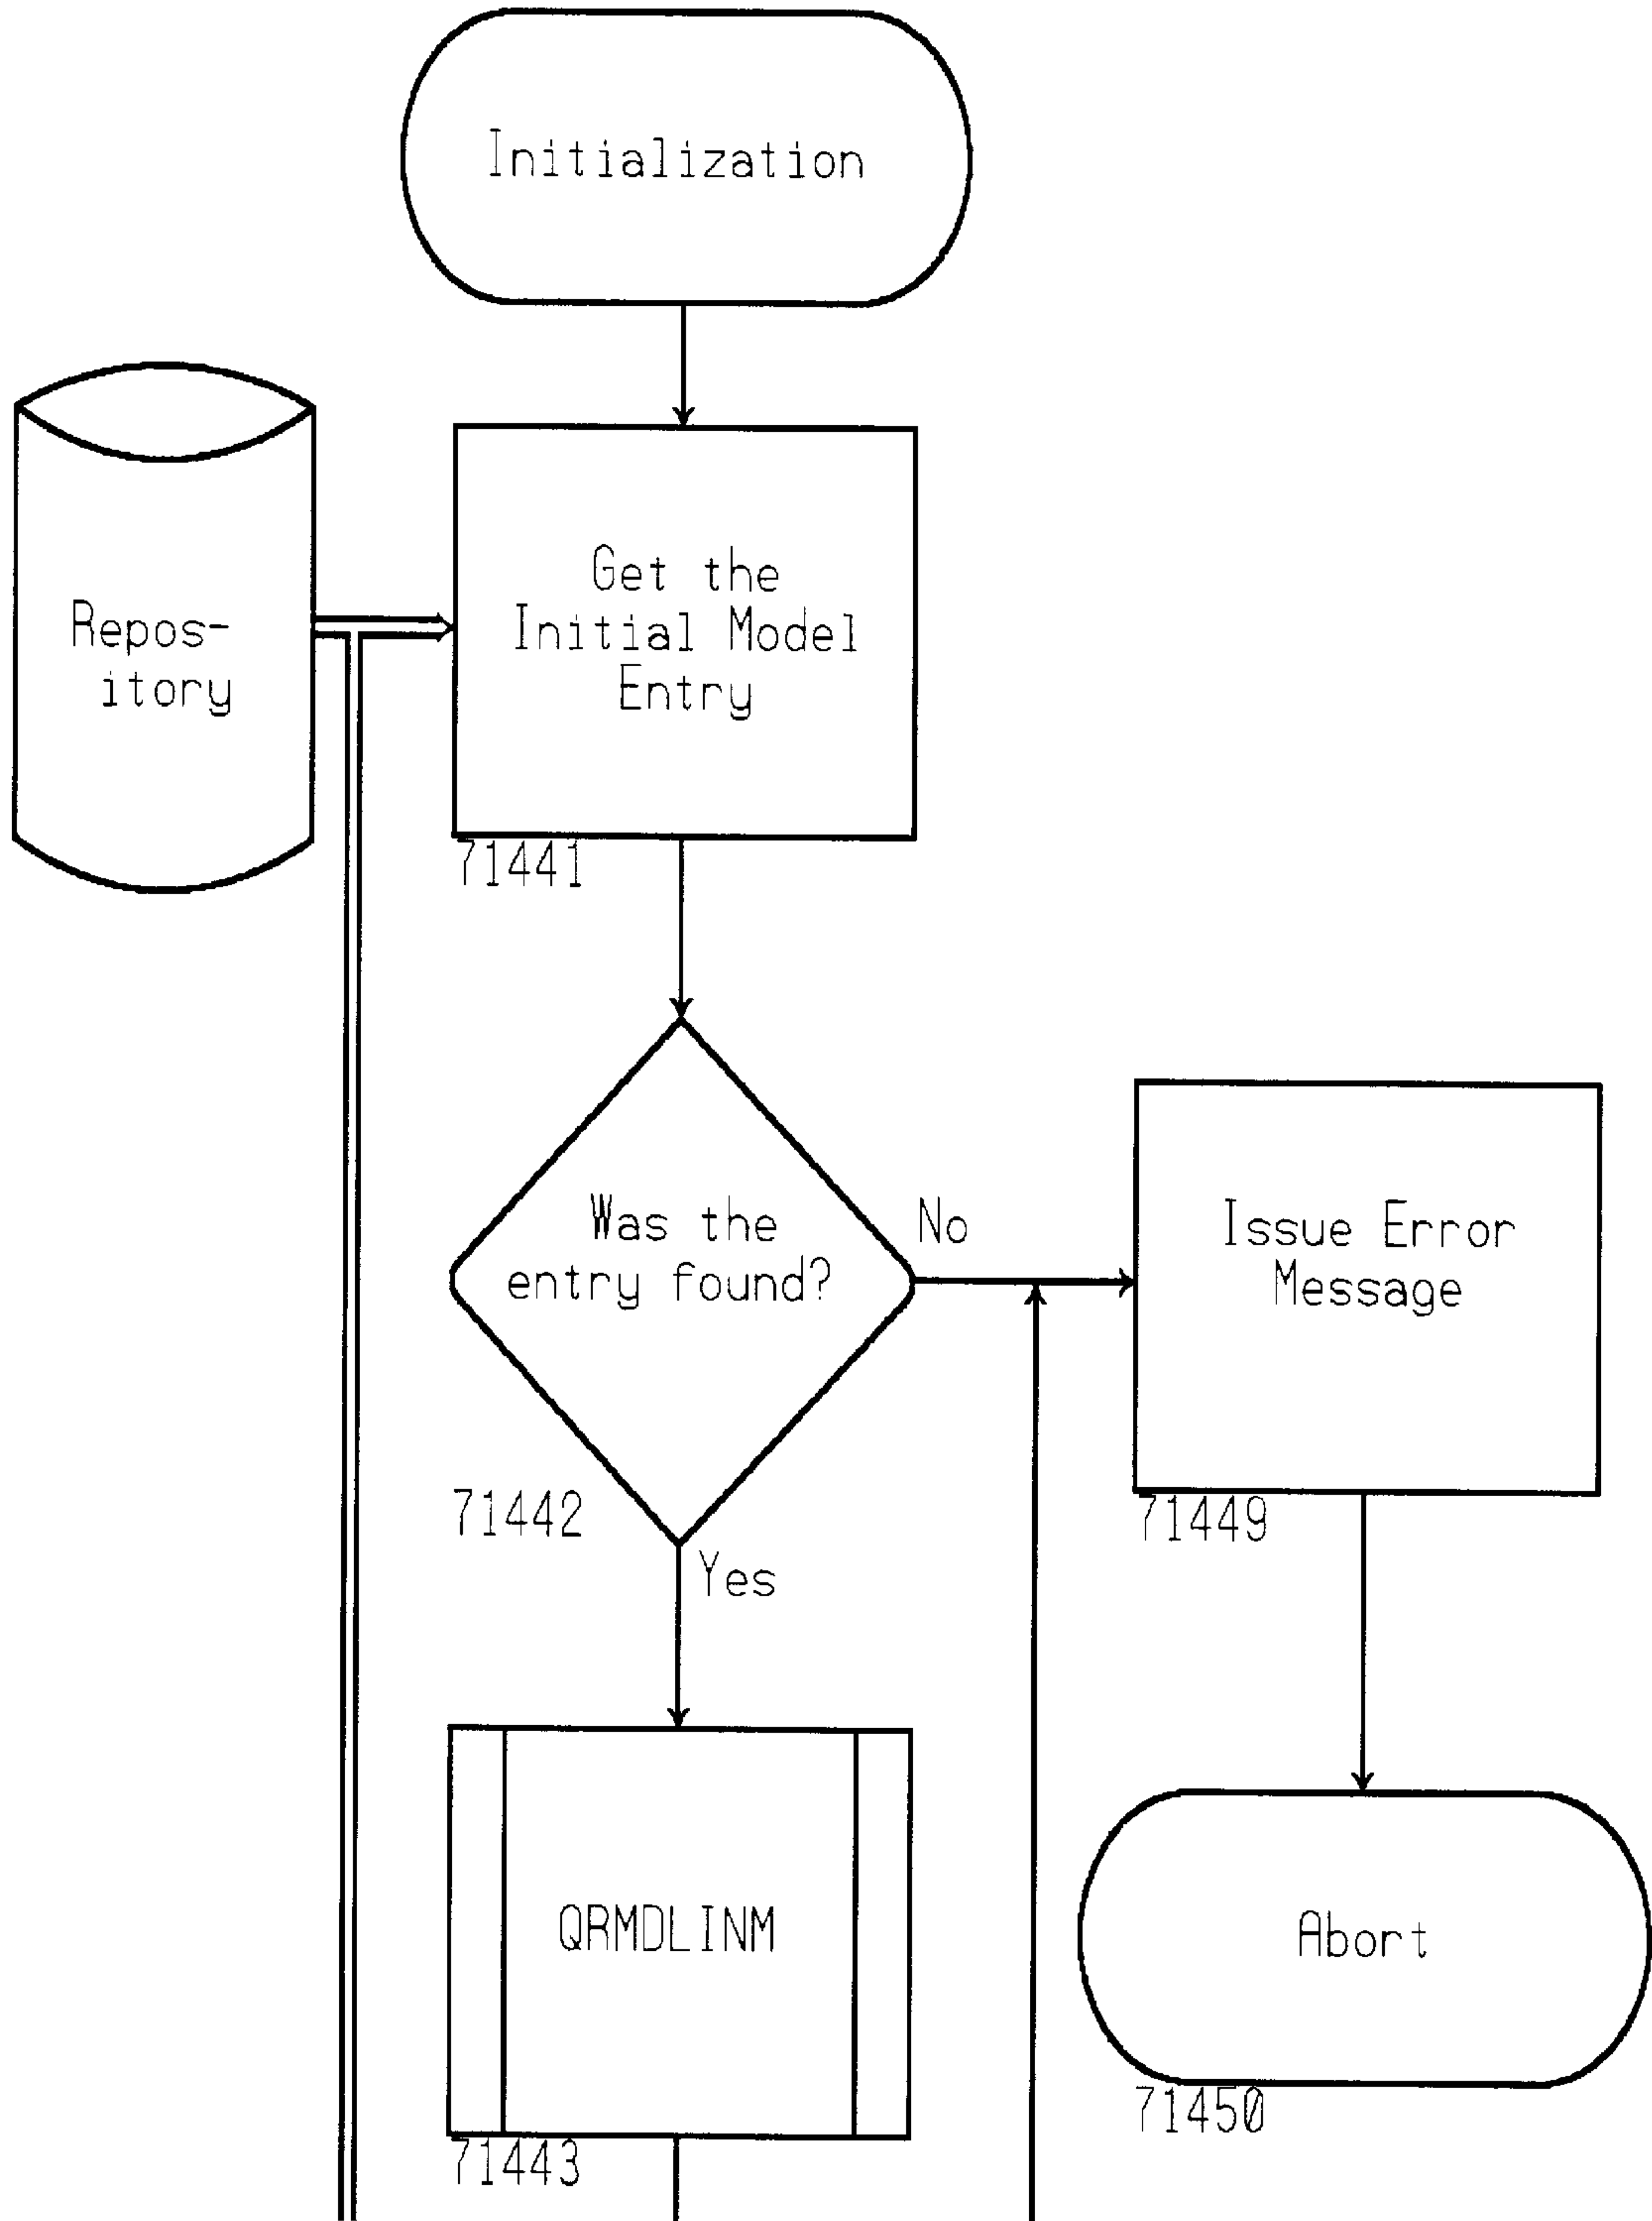 Initialization
Repos-
itory
Get the
Initial Model
Entry
71441
Was the
entry found?
No
71442
Yes
Issue Error
Message
71449
QRMDLINM
71443
Abort
71450